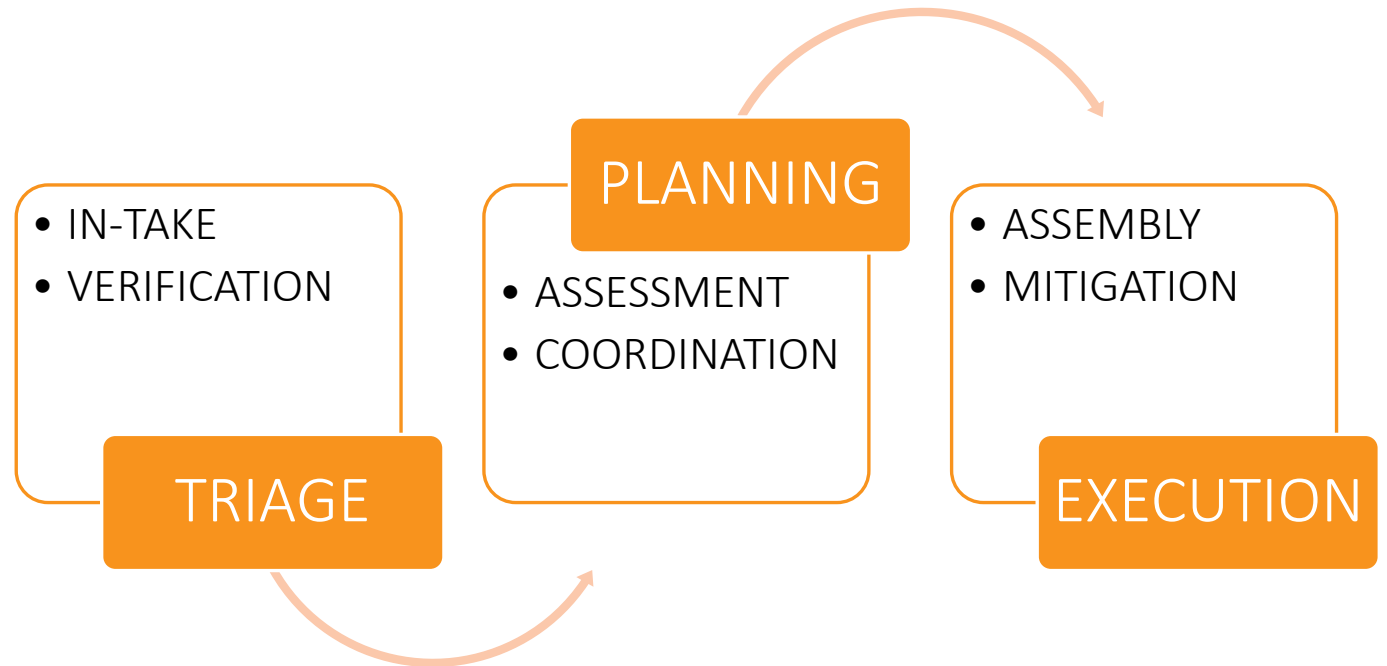 • IN-TAKE
• VERIFICATION
TRIAGE
PLANNING
• ASSESSMENT
• COORDINATION
• ASSEMBLY
• MITIGATION
EXECUTION